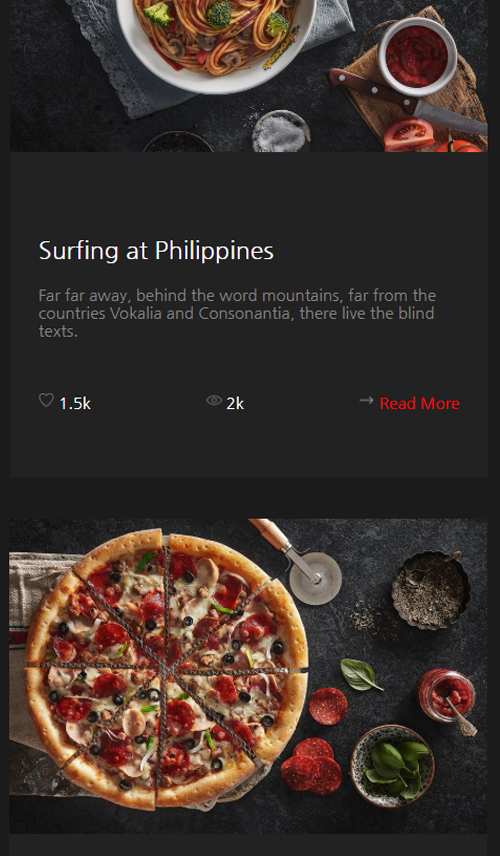 Surfing at Philippines
Far far away, behind the word mountains, far from the
countries Vokalia and Consonantia, there live the blind
texts.
1.5k
2k
Read More